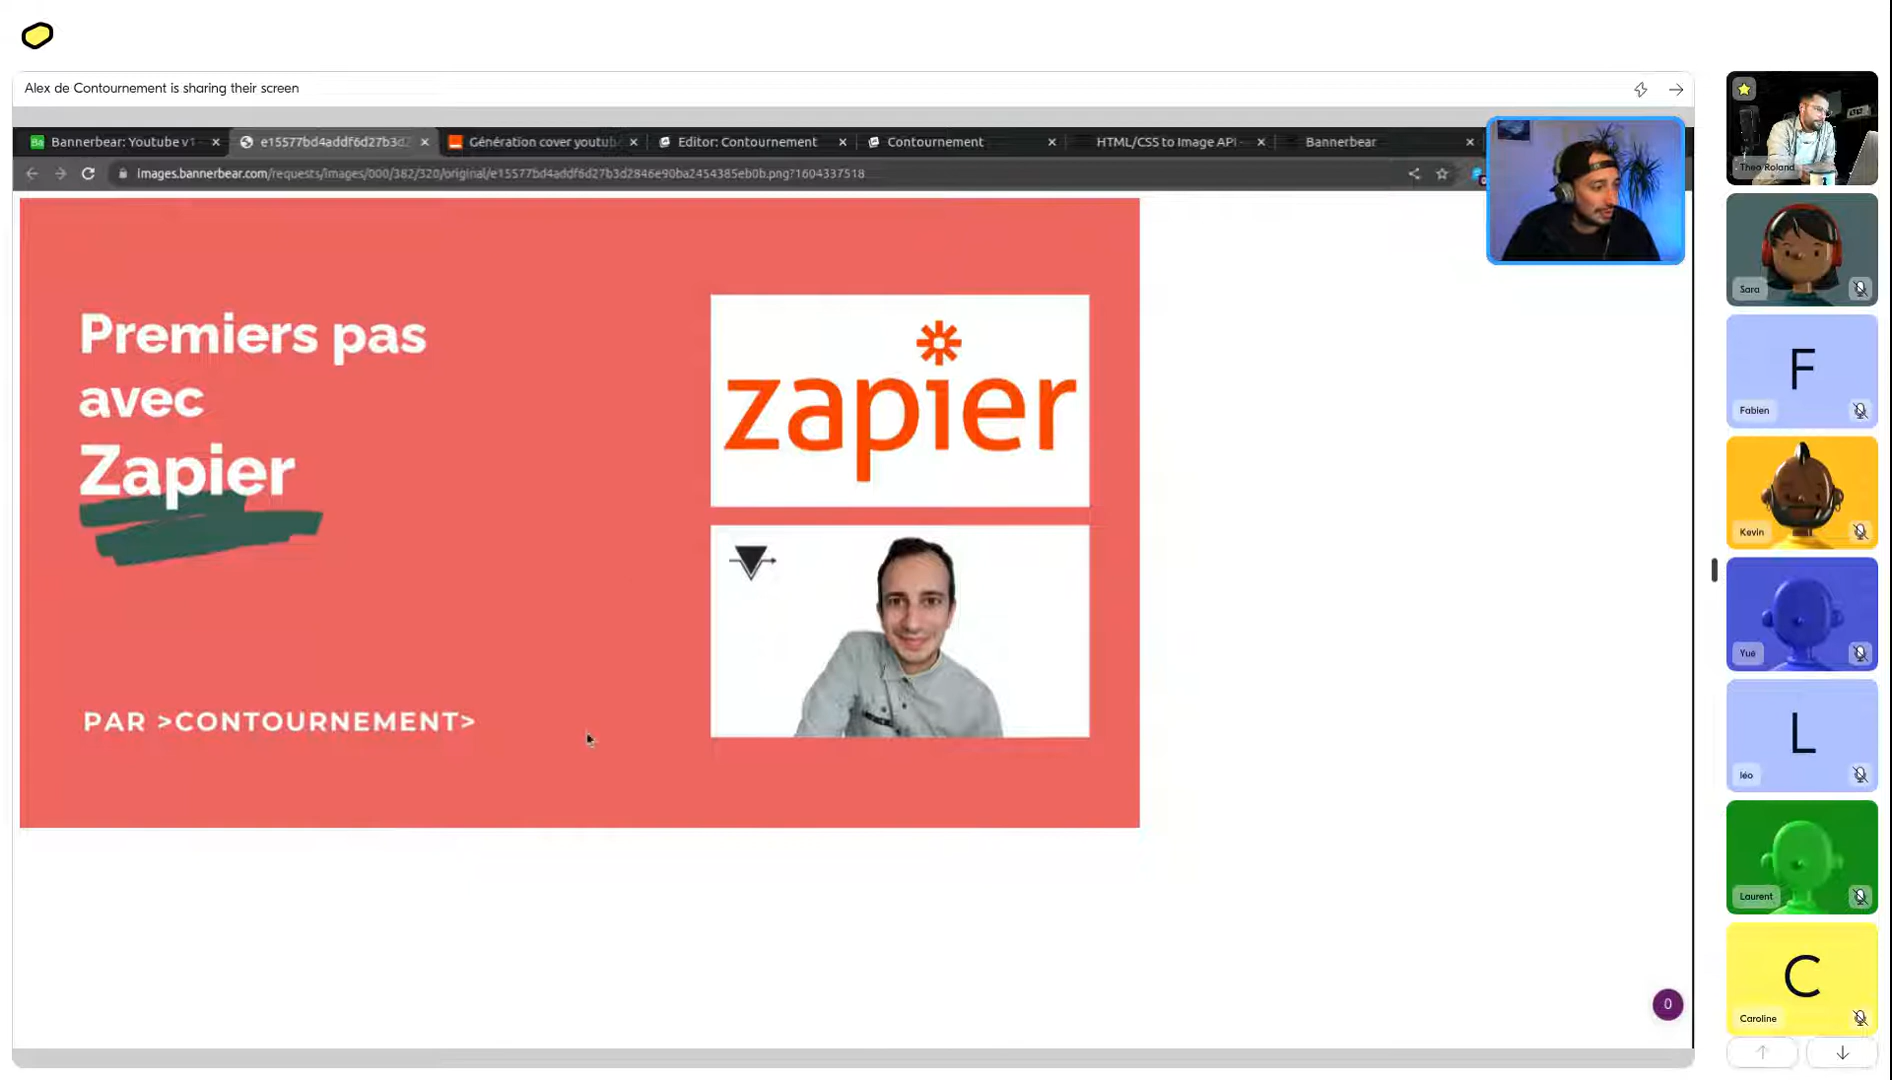 Alex de Contournement is sharing their screen
Bannerbear: Youtube v1
e15577bd4addf6d27b3d2
Génération cover youtub
Editor: Contournement
Contournement
HTML/CSS to Image API -
Bannerbear
images.bannerbear.com/requests/images/000/382/320/original/e15577bd4addf6d27b3d2846e90ba2454385eb0b.png?1604337518
Premiers pas
avec
Zapier
PAR >CONTOURNEMENT>
zapier
Theo Roland
Sara
F
Fabien
Kevin
Yue
L
léo
Laurent
C
Caroline
0